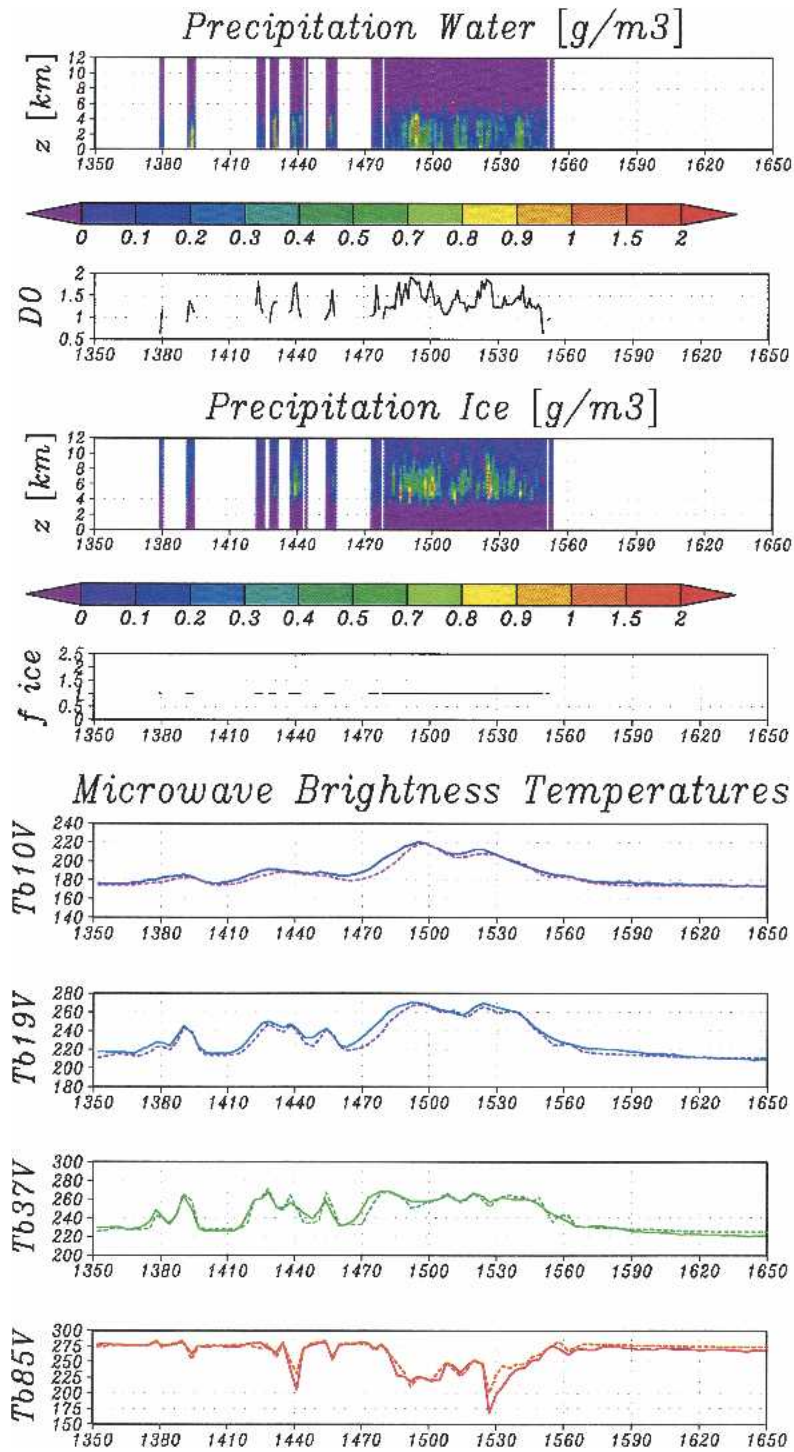 Precipitation Water [g/m3]
z [km]
12
10
8
6
4
2
0
1350 1380 1410 1440 1470 1500 1530 1560 1590 1620 1650
0 0.1 0.2 0.3 0.4 0.5 0.7 0.8 0.9 1 1.5 2
D0
2
1.5
1
0.5
1350 1380 1410 1440 1470 1500 1530 1560 1590 1620 1650
Precipitation Ice [g/m3]
z [km]
12
10
8
6
4
2
0
1350 1380 1410 1440 1470 1500 1530 1560 1590 1620 1650
0 0.1 0.2 0.3 0.4 0.5 0.7 0.8 0.9 1 1.5 2
f ice
2.5
2
1.5
1
0.5
0
1350 1380 1410 1440 1470 1500 1530 1560 1590 1620 1650
Microwave Brightness Temperatures
Tb10V
240
220
200
180
160
140
1350 1380 1410 1440 1470 1500 1530 1560 1590 1620 1650
Tb19V
280
260
240
220
200
180
1350 1380 1410 1440 1470 1500 1530 1560 1590 1620 1650
Tb37V
300
280
260
240
220
200
1350 1380 1410 1440 1470 1500 1530 1560 1590 1620 1650
Tb85V
300
275
250
225
200
175
150
1350 1380 1410 1440 1470 1500 1530 1560 1590 1620 1650